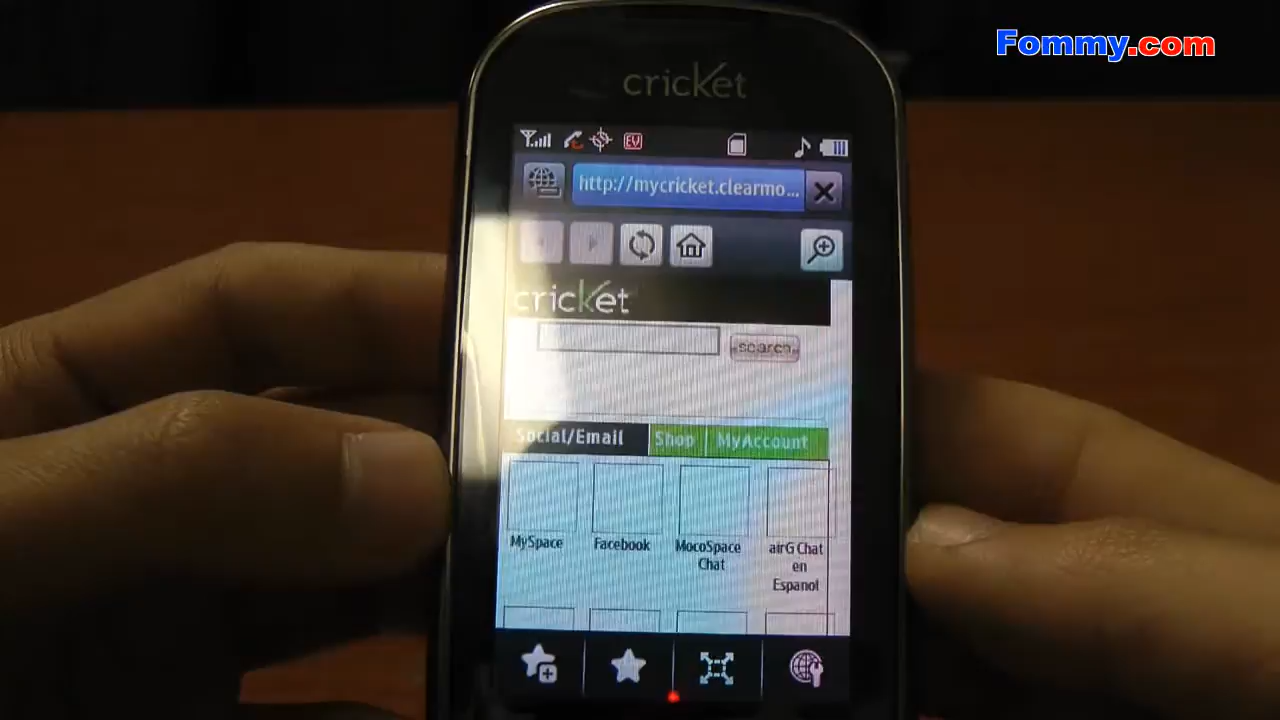 Fommy.com
cricket
EV
http://mycricket.clearmo...
cricket
search
Social/Email Shop MyAccount
MySpace Facebook MocoSpace Chat airG Chat en Espanol